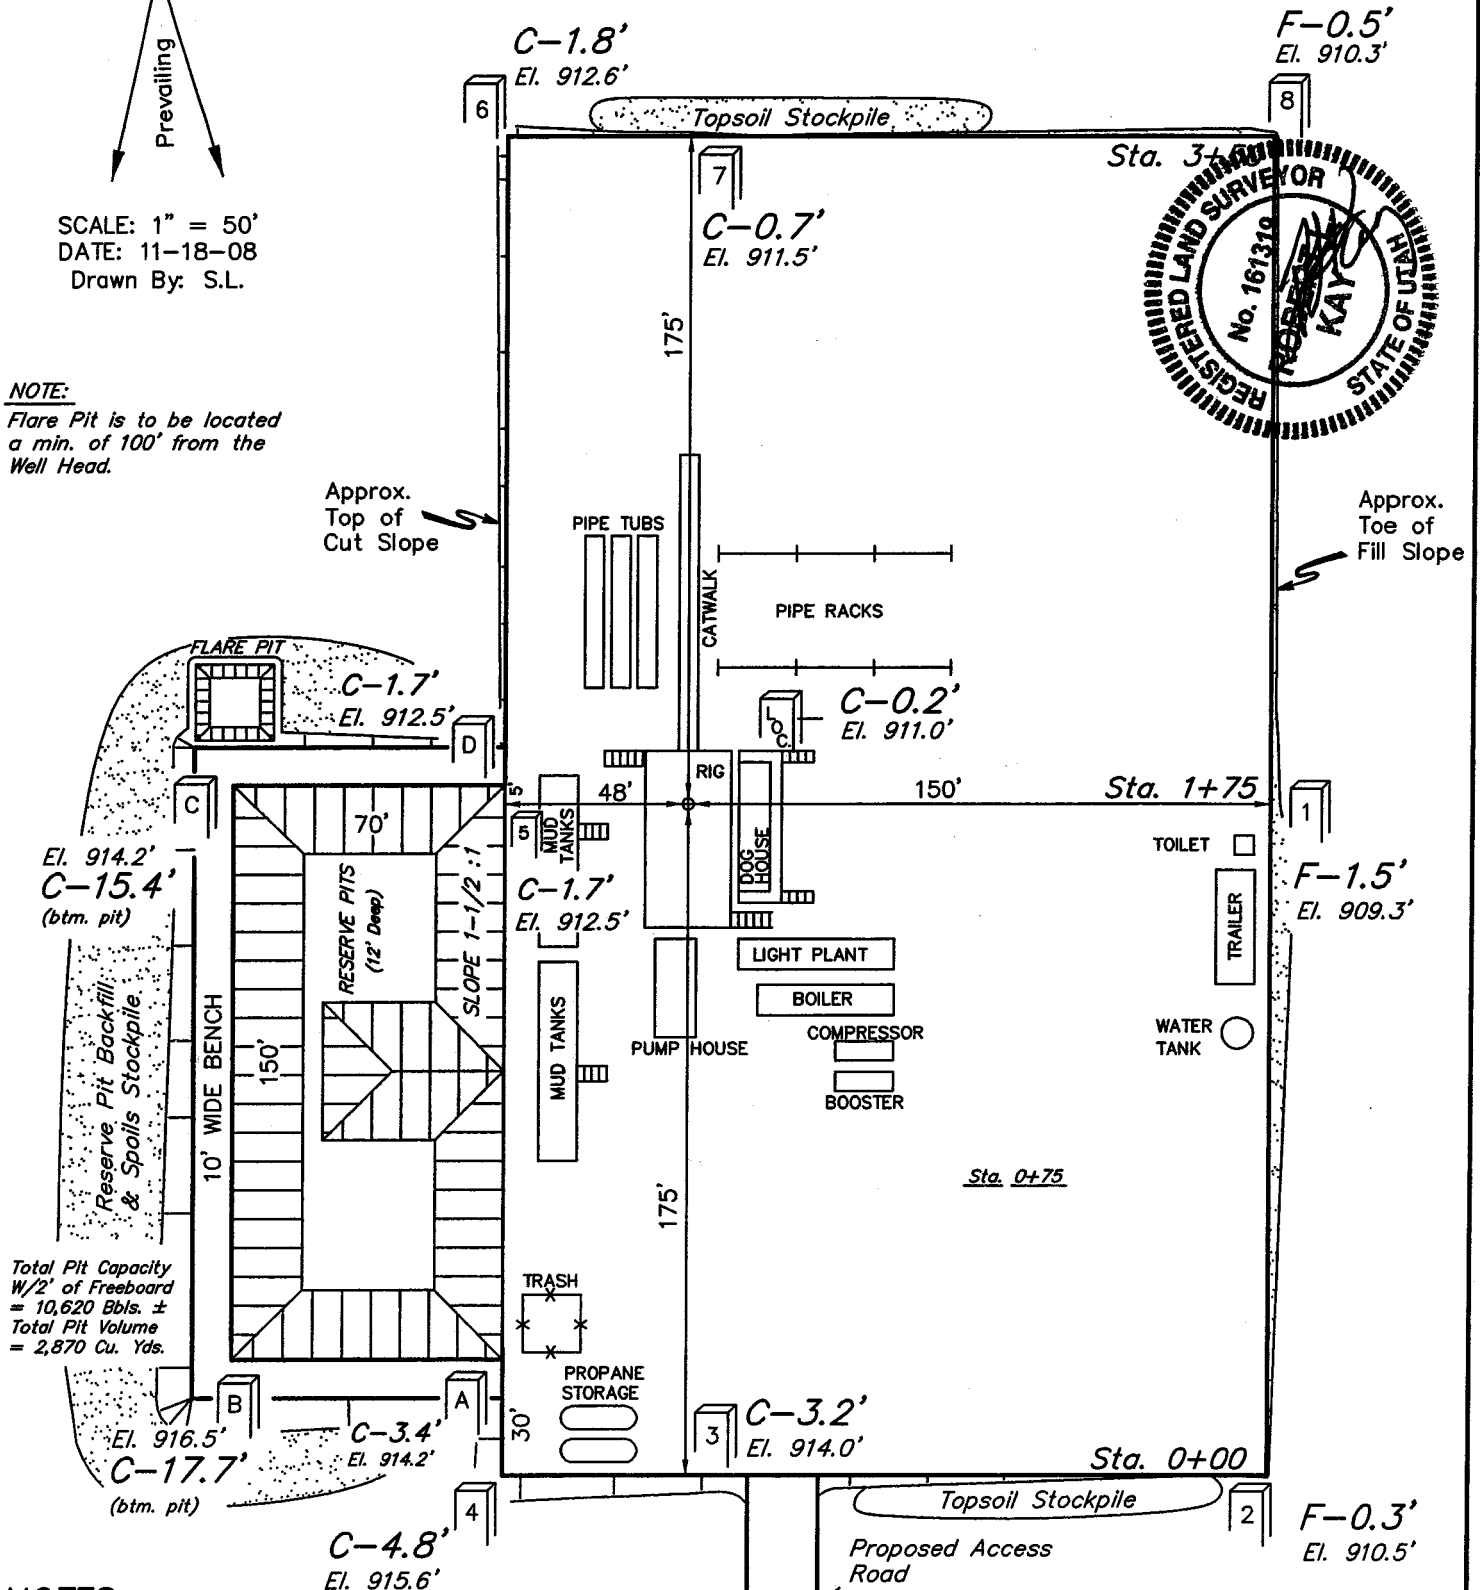 Prevailing
SCALE: 1" = 50'
DATE: 11-18-08
Drawn By: S.L.
NOTE:
Flare Pit is to be located
a min. of 100' from the
Well Head.
C-1.8'
El. 912.6'
6
Topsoil Stockpile
F-0.5'
El. 910.3'
8
7
C-0.7'
El. 911.5'
REGISTERED LAND SURVEYOR
No. 161319
ROBERT
KAY
STATE OF UTAH
175'
Approx.
Top of
Cut Slope
Approx.
Toe of
Fill Slope
PIPE TUBS
CATWALK
PIPE RACKS
FLARE PIT
C-1.7'
El. 912.5'
D
LOC.
C-0.2'
El. 911.0'
RIG
C
5'
48'
150'
Sta. 1+75
1
70'
5
MUD
TANKS
DOG
HOUSE
TOILET
El. 914.2'
C-15.4'
(btm. pit)
C-1.7'
El. 912.5'
F-1.5'
El. 909.3'
RESERVE PITS
(12' Deep)
SLOPE 1-1/2 :1
TRAILER
LIGHT PLANT
BOILER
COMPRESSOR
BOOSTER
PUMP HOUSE
WATER
TANK
MUD TANKS
Reserve Pit Backfill
& Spoils Stockpile
10' WIDE BENCH
150'
175'
Sta. 0+75
Total Pit Capacity
W/2' of Freeboard
= 10,620 Bbls. ±
Total Pit Volume
= 2,870 Cu. Yds.
TRASH
PROPANE
STORAGE
30'
B
A
El. 916.5'
C-17.7'
(btm. pit)
C-3.4'
El. 914.2'
3
C-3.2'
El. 914.0'
Sta. 0+00
4
C-4.8'
El. 915.6'
Topsoil Stockpile
2
F-0.3'
El. 910.5'
Proposed Access
Road